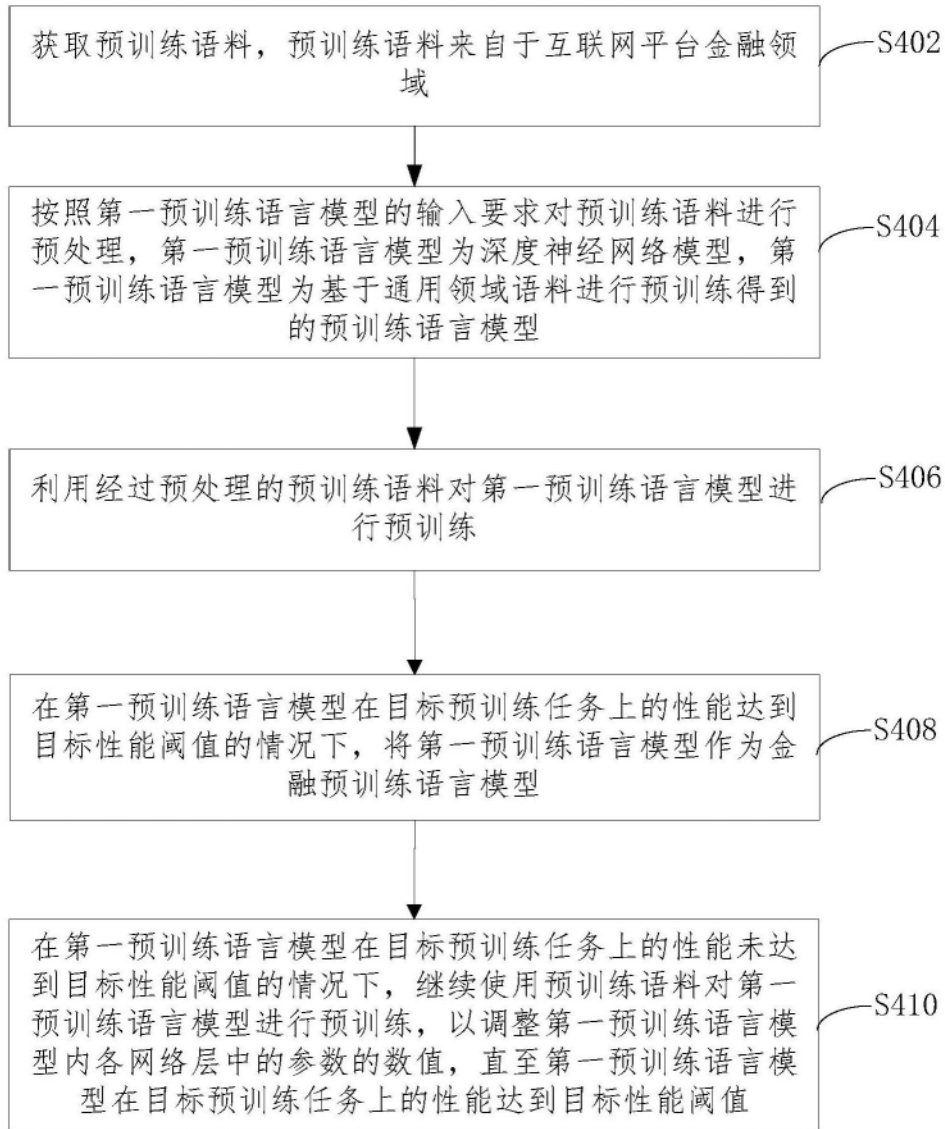 获取预训练语料，预训练语料来自于互联网平台金融领
域
S402
按照第一预训练语言模型的输入要求对预训练语料进行
预处理，第一预训练语言模型为深度神经网络模型，第
一预训练语言模型为基于通用领域语料进行预训练得到
的预训练语言模型
S404
利用经过预处理的预训练语料对第一预训练语言模型进
行预训练
S406
在第一预训练语言模型在目标预训练任务上的性能达到
目标性能阈值的情况下，将第一预训练语言模型作为金
融预训练语言模型
S408
在第一预训练语言模型在目标预训练任务上的性能未达
到目标性能阈值的情况下，继续使用预训练语料对第一
预训练语言模型进行预训练，以调整第一预训练语言模
型内各网络层中的参数的数值，直至第一预训练语言模
型在目标预训练任务上的性能达到目标性能阈值
S410